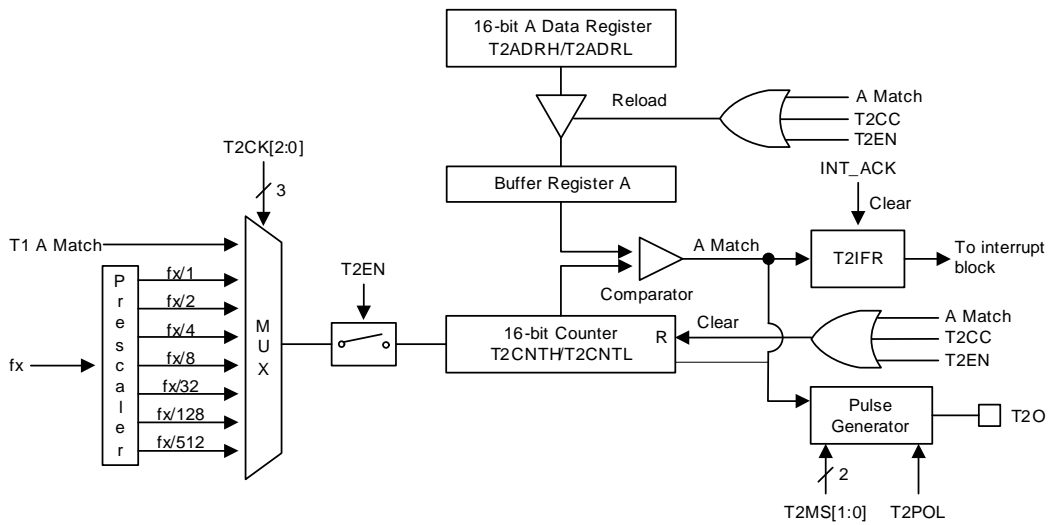 16-bit A Data Register
T2ADRH/T2ADRL
Reload
A Match
T2CC
T2EN
T2CK[2:0]
3
Buffer Register A
INT_ACK
Clear
T1 A Match
A Match
T2IFR
To interrupt
block
Comparator
Prescaler
fx/1
fx/2
fx/4
fx/8
fx/32
fx/128
fx/512
fx
MUX
T2EN
16-bit Counter
T2CNTH/T2CNTL
R
Clear
A Match
T2CC
T2EN
Pulse
Generator
T2O
2
T2MS[1:0]
T2POL